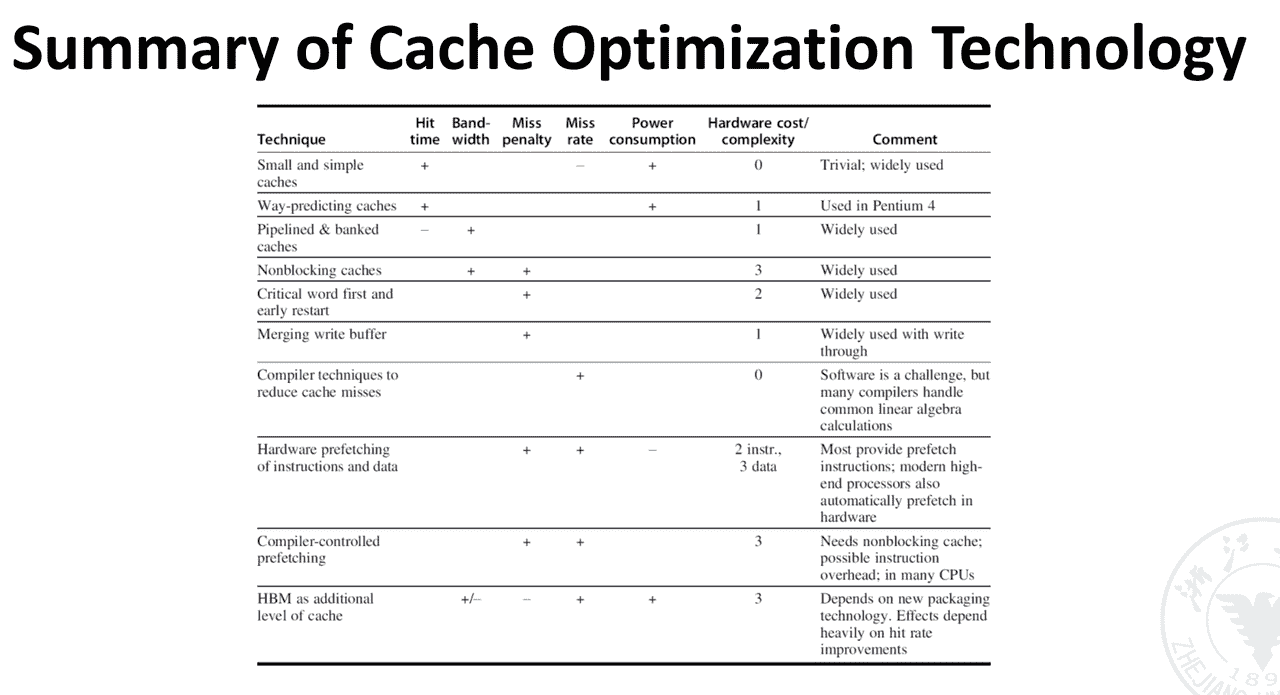 Summary of Cache Optimization Technology
Technique Hit time Band-width Miss penalty Miss rate Power consumption Hardware cost/complexity Comment
Small and simple caches + – + 0 Trivial; widely used
Way-predicting caches + + 1 Used in Pentium 4
Pipelined & banked caches – + 1 Widely used
Nonblocking caches + + 3 Widely used
Critical word first and early restart + 2 Widely used
Merging write buffer + 1 Widely used with write through
Compiler techniques to reduce cache misses + 0 Software is a challenge, but many compilers handle common linear algebra calculations
Hardware prefetching of instructions and data + + – 2 instr., 3 data Most provide prefetch instructions; modern high-end processors also automatically prefetch in hardware
Compiler-controlled prefetching + + 3 Needs nonblocking cache; possible instruction overhead; in many CPUs
HBM as additional level of cache +/– – + + 3 Depends on new packaging technology. Effects depend heavily on hit rate improvements
浙江
ZHEJIANG
189